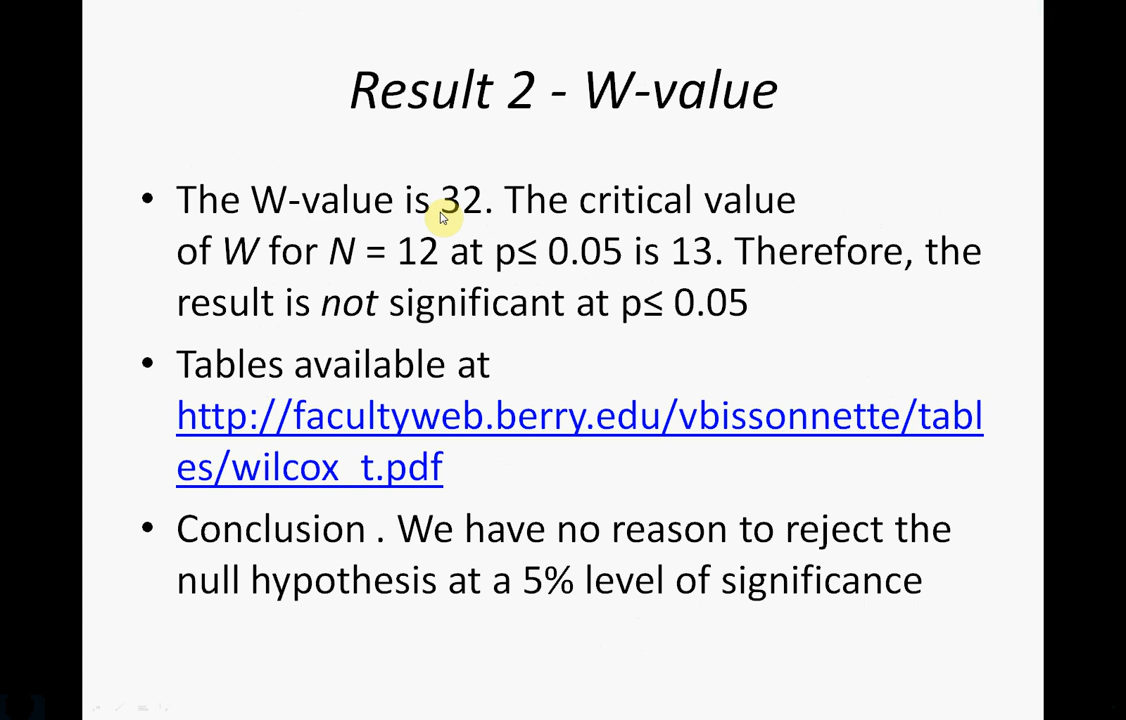 Result 2 - W-value
• The W-value is 32. The critical value
of W for N = 12 at p≤ 0.05 is 13. Therefore, the
result is not significant at p≤ 0.05
• Tables available at
http://facultyweb.berry.edu/vbissonnette/tabl
es/wilcox_t.pdf
• Conclusion . We have no reason to reject the
null hypothesis at a 5% level of significance